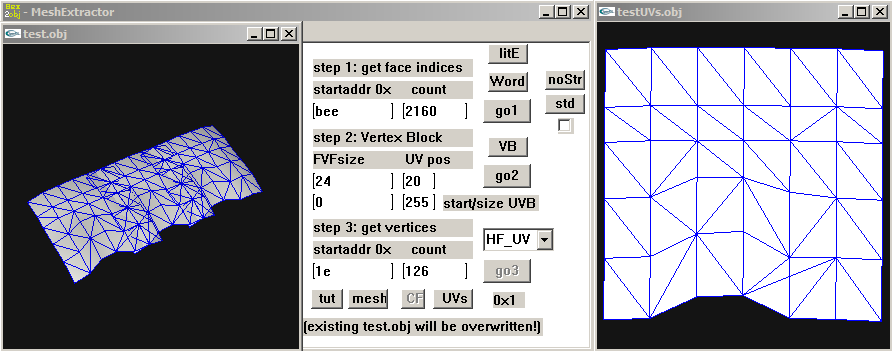 Hex
2obj - MeshExtractor
test.obj
testUVs.obj
litE
step 1: get face indices
startaddr 0x count
Word
noStr
[bee ] [2160 ]
go1
std
step 2: Vertex Block
VB
FVFsize UV pos
go2
[24 ] [20 ]
[0 ] [255 ] start/size UVB
step 3: get vertices
HF_UV
startaddr 0x count
[1e ] [126 ]
go3
tut mesh CF UVs 0x1
(existing test.obj will be overwritten!)